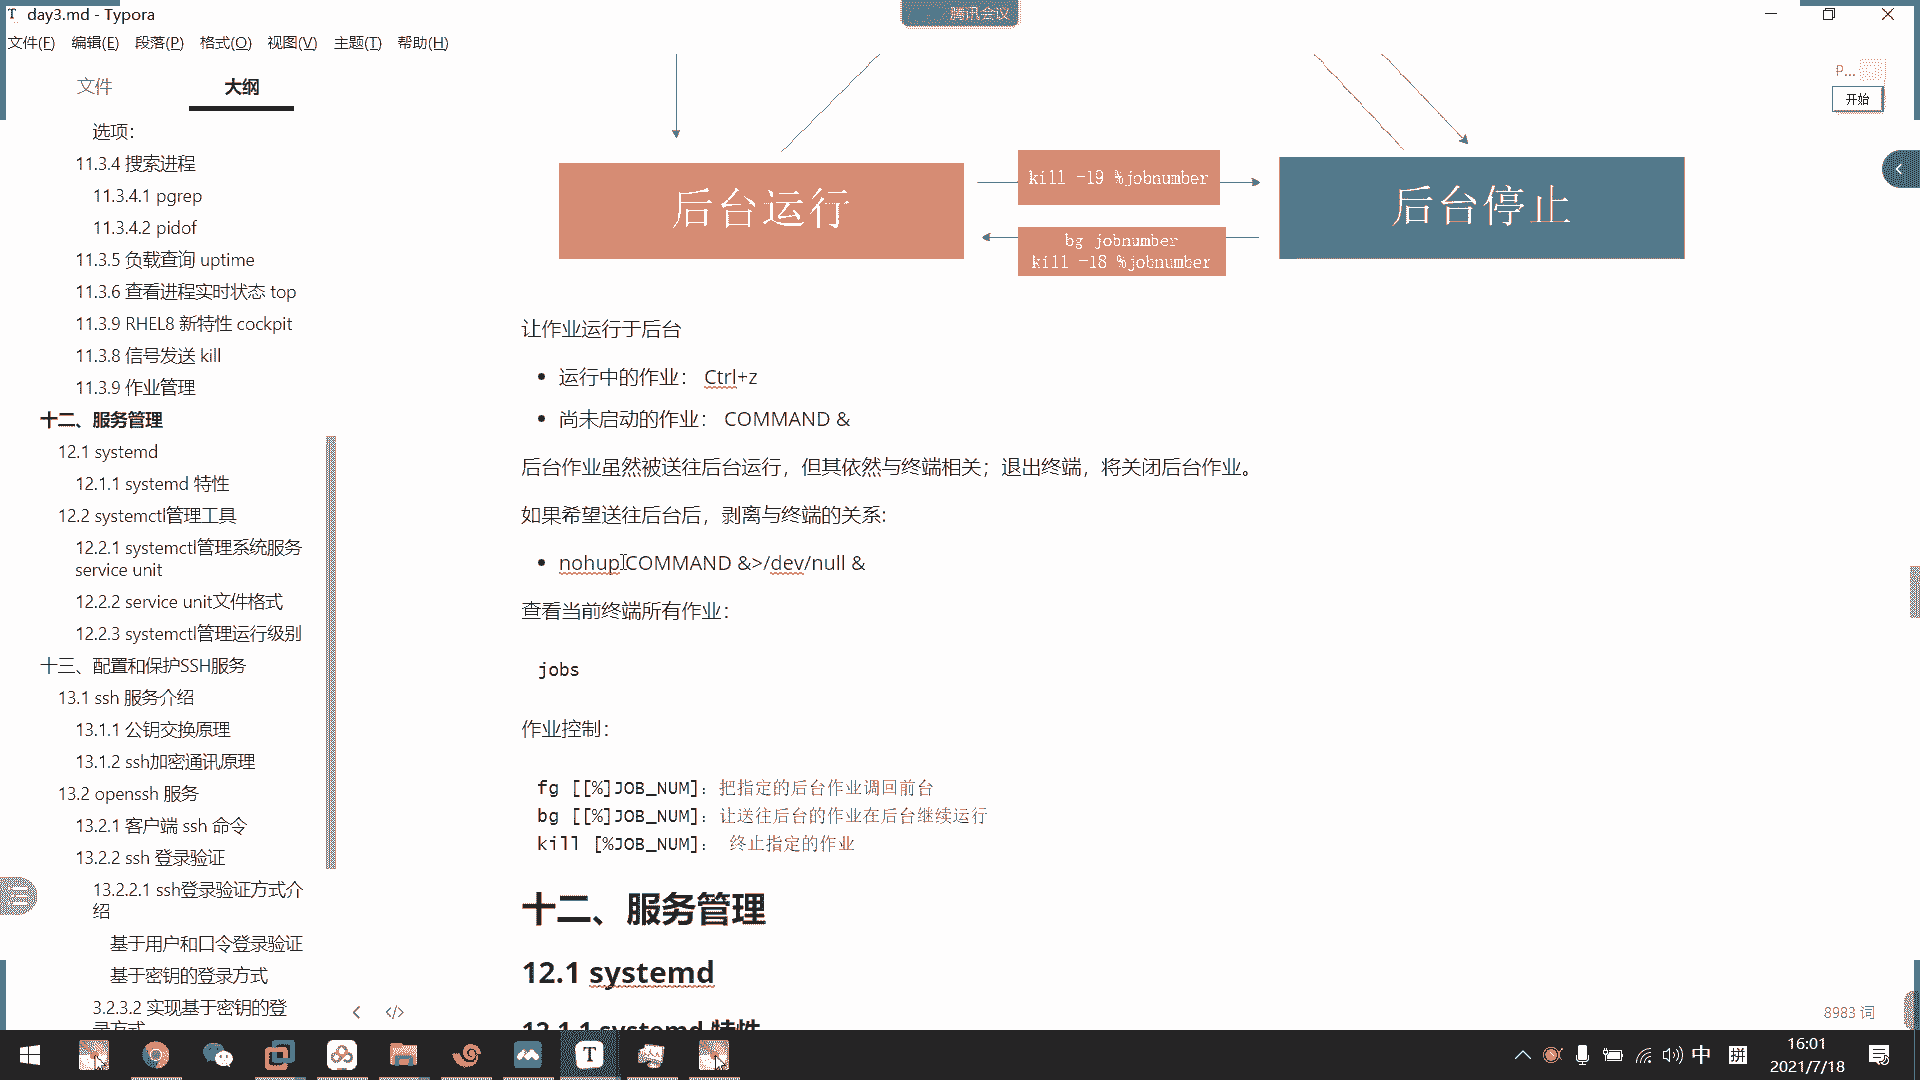 day3.md - Typora
腾讯会议
文件(F) 编辑(E) 段落(P) 格式(O) 视图(V) 主题(T) 帮助(H)
文件
大纲
选项:
11.3.4 搜索进程
11.3.4.1 pgrep
11.3.4.2 pidof
11.3.5 负载查询 uptime
11.3.6 查看进程实时状态 top
11.3.9 RHEL8 新特性 cockpit
11.3.8 信号发送 kill
11.3.9 作业管理
十二、服务管理
12.1 systemd
12.1.1 systemd 特性
12.2 systemctl管理工具
12.2.1 systemctl管理系统服务
service unit
12.2.2 service unit文件格式
12.2.3 systemctl管理运行级别
十三、配置和保护SSH服务
13.1 ssh 服务介绍
13.1.1 公钥交换原理
13.1.2 ssh加密通讯原理
13.2 openssh 服务
13.2.1 客户端 ssh 命令
13.2.2 ssh 登录验证
13.2.2.1 ssh登录验证方式介
绍
基于用户和口令登录验证
基于密钥的登录方式
3.2.3.2 实现基于密钥的登
录方式
P...
开始
后台运行
kill -19 %jobnumber
bg jobnumber
kill -18 %jobnumber
后台停止
让作业运行于后台
• 运行中的作业： Ctrl+z
• 尚未启动的作业： COMMAND &
后台作业虽然被送往后台运行，但其依然与终端相关；退出终端，将关闭后台作业。
如果希望送往后台后，剥离与终端的关系:
• nohup COMMAND &>/dev/null &
查看当前终端所有作业：
jobs
作业控制：
fg [[%]JOB_NUM]：把指定的后台作业调回前台
bg [[%]JOB_NUM]：让送往后台的作业在后台继续运行
kill [%JOB_NUM]： 终止指定的作业
十二、服务管理
12.1 systemd
12.1.1 systemd 特性
8983 词
中
拼
16:01
2021/7/18